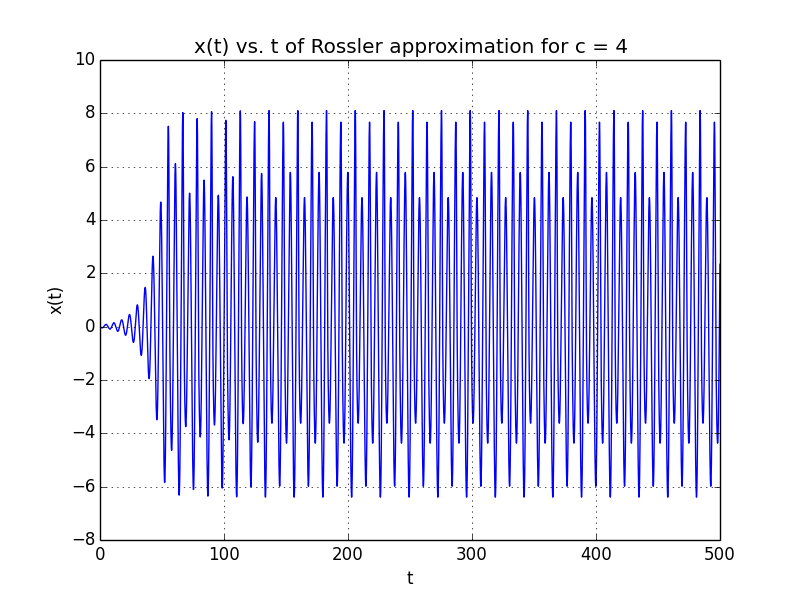 x(t) vs. t of Rossler approximation for c = 4
10
8
6
4
2
0
−2
−4
−6
−8
x(t)
0 100 200 300 400 500
t